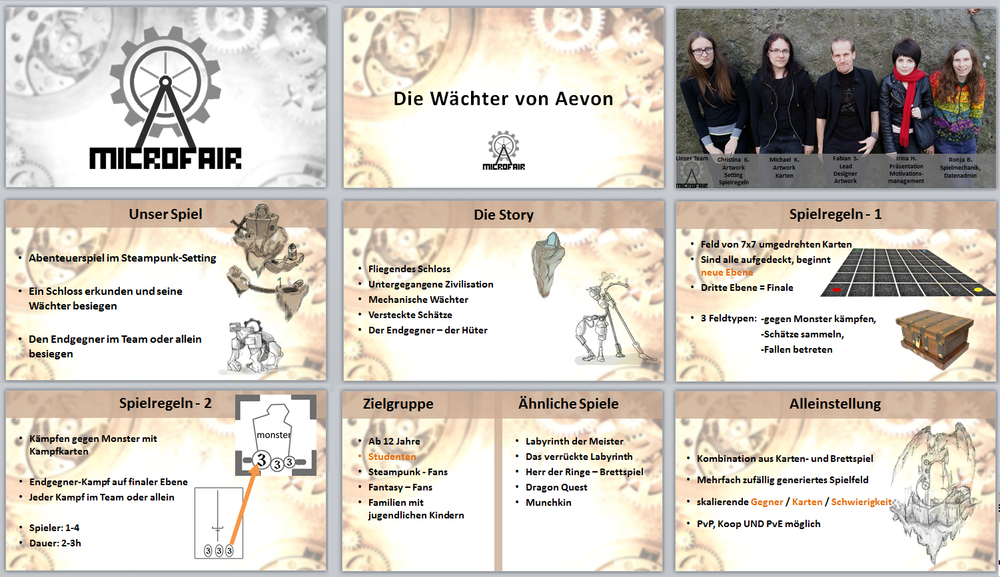 MICROFAIR
Die Wächter von Aevon
MICROFAIR
Unser Team
MICROFAIR
Christina K.
Artwork
Setting
Spielregeln
Michael K.
Artwork
Karten
Fabian S.
Lead
Designer
Artwork
Irina H.
Präsentation
Motivations-
management
Ronja B.
Spielmechanik,
Datenadmin
Unser Spiel
• Abenteuerspiel im Steampunk-Setting
• Ein Schloss erkunden und seine
Wächter besiegen
• Den Endgegner im Team oder allein
besiegen
Die Story
• Fliegendes Schloss
• Untergegangene Zivilisation
• Mechanische Wächter
• Versteckte Schätze
• Der Endgegner – der Hüter
Spielregeln - 1
• Feld von 7x7 umgedrehten Karten
• Sind alle aufgedeckt, beginnt
neue Ebene
• Dritte Ebene = Finale
• 3 Feldtypen: -gegen Monster kämpfen,
-Schätze sammeln,
-Fallen betreten
Spielregeln - 2
• Kämpfen gegen Monster mit
Kampfkarten
• Endgegner-Kampf auf finaler Ebene
• Jeder Kampf im Team oder allein
• Spieler: 1-4
• Dauer: 2-3h
monster
3 3 3
3 3 3
Zielgruppe
• Ab 12 Jahre
• Studenten
• Steampunk - Fans
• Fantasy – Fans
• Familien mit
jugendlichen Kindern
Ähnliche Spiele
• Labyrinth der Meister
• Das verrückte Labyrinth
• Herr der Ringe – Brettspiel
• Dragon Quest
• Munchkin
Alleinstellung
• Kombination aus Karten- und Brettspiel
• Mehrfach zufällig generiertes Spielfeld
• skalierende Gegner / Karten / Schwierigkeit
• PvP, Koop UND PvE möglich